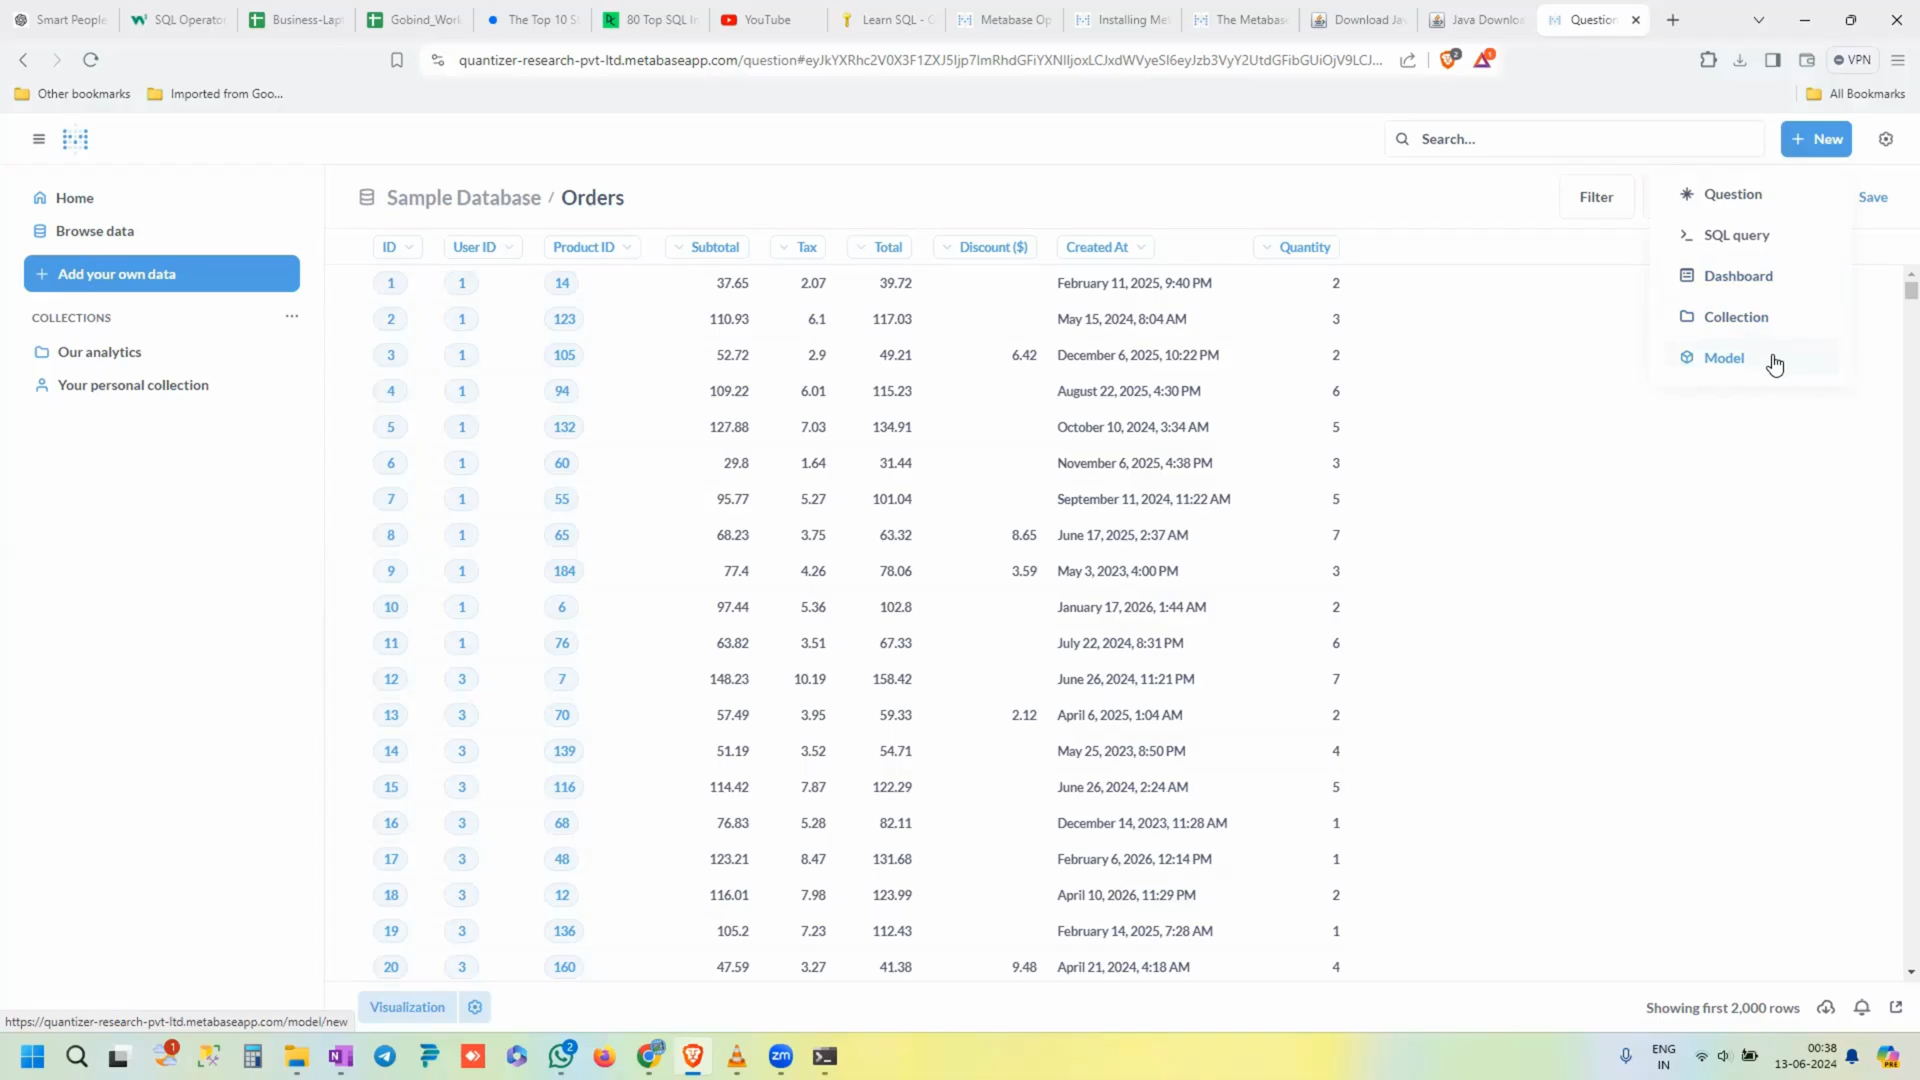 Smart People
SQL Operator
Business-Lapt
Gobind_Work
The Top 10 S
80 Top SQL In
YouTube
Learn SQL - C
Metabase Op
Installing Met
The Metabase
Download Ja
Java Downloa
Question
quantizer-research-pvt-ltd.metabaseapp.com/question#eyJkYXRhc2V0X3F1ZXJ5Ijp7ImRhdGFiYXNlIjoxLCJxdWVyeSI6eyJzb3VyY2UtdGFibGUiOjV9LCJ...
2
1
VPN
Other bookmarks
Imported from Goo...
All Bookmarks
Search...
+ New
Home
Browse data
+ Add your own data
COLLECTIONS
...
Our analytics
Your personal collection
Sample Database / Orders
Filter
Save
Question
SQL query
Dashboard
Collection
Model
ID User ID Product ID Subtotal Tax Total Discount ($) Created At Quantity
1 1 14 37.65 2.07 39.72 February 11, 2025, 9:40 PM 2
2 1 123 110.93 6.1 117.03 May 15, 2024, 8:04 AM 3
3 1 105 52.72 2.9 49.21 6.42 December 6, 2025, 10:22 PM 2
4 1 94 109.22 6.01 115.23 August 22, 2025, 4:30 PM 6
5 1 132 127.88 7.03 134.91 October 10, 2024, 3:34 AM 5
6 1 60 29.8 1.64 31.44 November 6, 2025, 4:38 PM 3
7 1 55 95.77 5.27 101.04 September 11, 2024, 11:22 AM 5
8 1 65 68.23 3.75 63.32 8.65 June 17, 2025, 2:37 AM 7
9 1 184 77.4 4.26 78.06 3.59 May 3, 2023, 4:00 PM 3
10 1 6 97.44 5.36 102.8 January 17, 2026, 1:44 AM 2
11 1 76 63.82 3.51 67.33 July 22, 2024, 8:31 PM 6
12 3 7 148.23 10.19 158.42 June 26, 2024, 11:21 PM 7
13 3 70 57.49 3.95 59.33 2.12 April 6, 2025, 1:04 AM 2
14 3 139 51.19 3.52 54.71 May 25, 2023, 8:50 PM 4
15 3 116 114.42 7.87 122.29 June 26, 2024, 2:24 AM 5
16 3 68 76.83 5.28 82.11 December 14, 2023, 11:28 AM 1
17 3 48 123.21 8.47 131.68 February 6, 2026, 12:14 PM 1
18 3 12 116.01 7.98 123.99 April 10, 2026, 11:29 PM 2
19 3 136 105.2 7.23 112.43 February 14, 2025, 7:28 AM 1
20 3 160 47.59 3.27 41.38 9.48 April 21, 2024, 4:18 AM 4
Visualization
Showing first 2,000 rows
https://quantizer-research-pvt-ltd.metabaseapp.com/model/new
1
2
zm
ENG
IN
00:38
13-06-2024
PRE